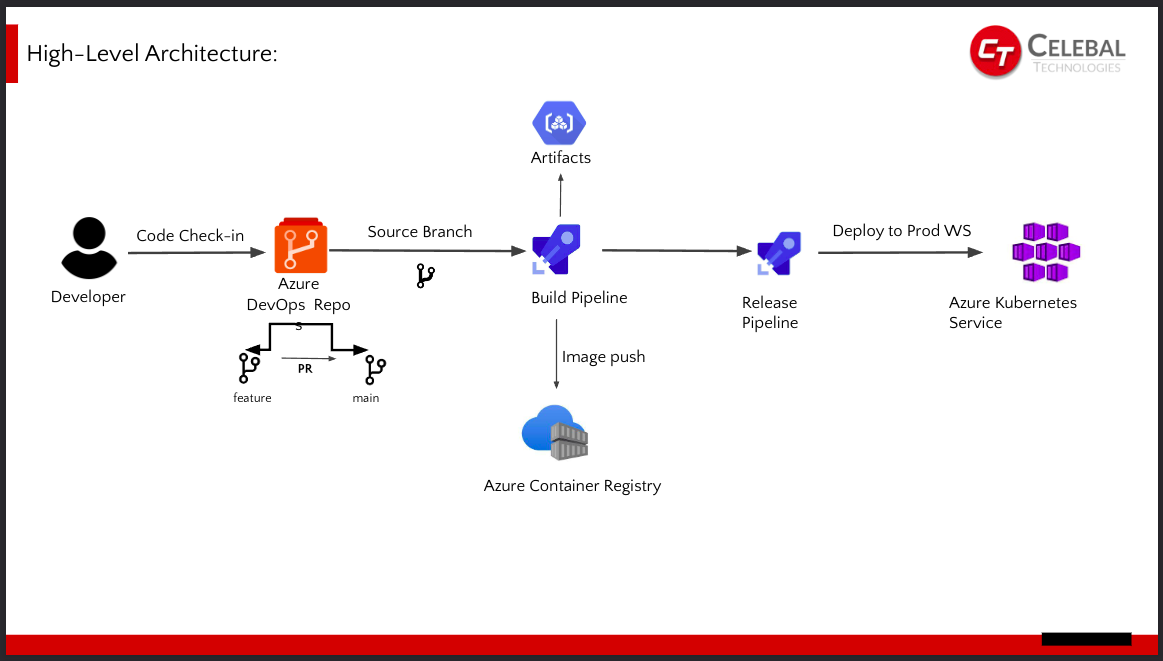 High-Level Architecture:
CT CELEBAL
TECHNOLOGIES
Artifacts
Code Check-in
Source Branch
Deploy to Prod WS
Developer
Azure
DevOps Repo
s
Build Pipeline
Release
Pipeline
Azure Kubernetes
Service
PR
feature
main
Image push
Azure Container Registry